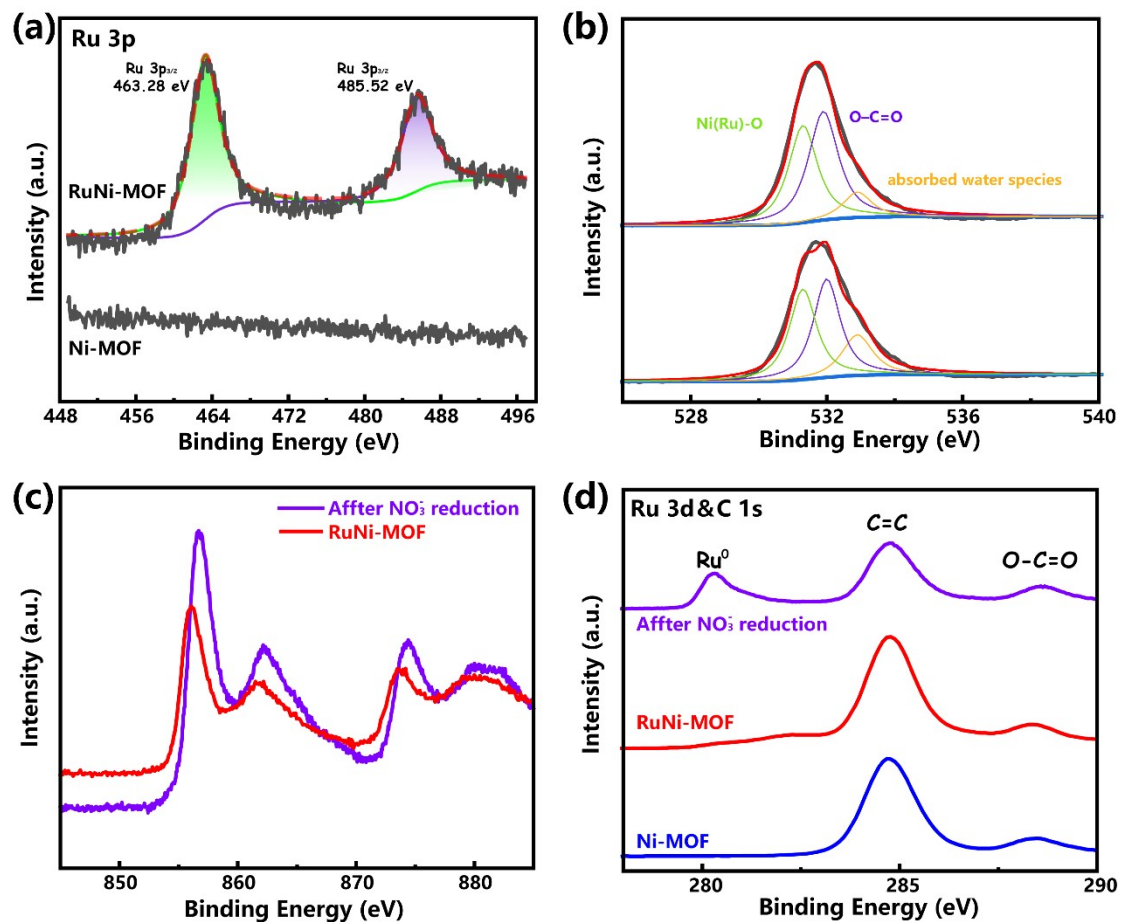 (a)
Ru 3p
Ru 3p3/2
463.28 eV
Ru 3p3/2
485.52 eV
RuNi-MOF
Ni-MOF
Intensity (a.u.)
448 456 464 472 480 488 496
Binding Energy (eV)
(b)
Ni(Ru)-O
O-C=O
absorbed water species
Intensity (a.u.)
528 532 536 540
Binding Energy (eV)
(c)
Affter NO3- reduction
RuNi-MOF
Intensity (a.u.)
850 860 870 880
Binding Energy (eV)
(d)
Ru 3d & C 1s
C=C
Ru0
O-C=O
Affter NO3- reduction
RuNi-MOF
Ni-MOF
Intensity (a.u.)
280 285 290
Binding Energy (eV)